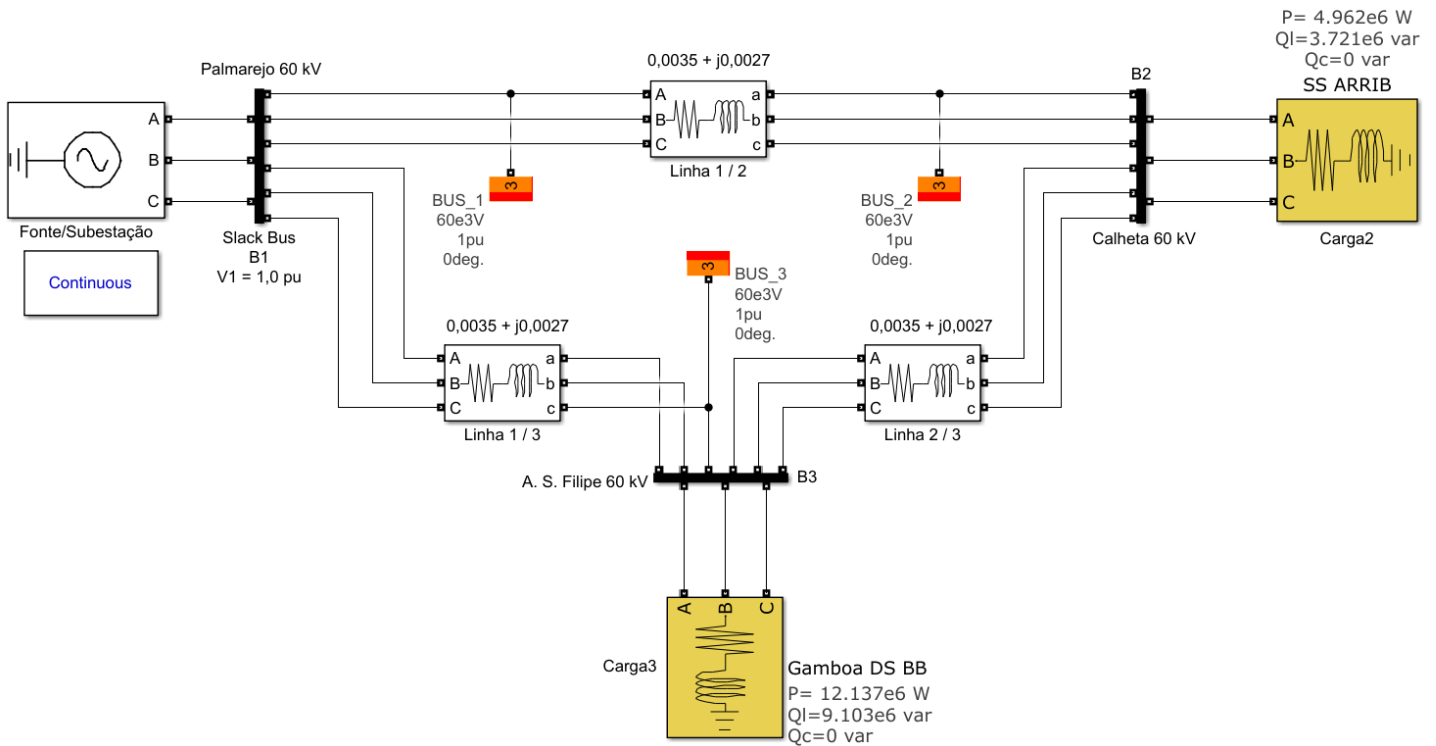 P= 4.962e6 W
Ql=3.721e6 var
Qc=0 var
SS ARRIB
0,0035 + j0,0027
Palmarejo 60 kV
B2
A
B
C
A
B
C
a
b
c
A
B
C
Linha 1 / 2
3
3
BUS_1
60e3V
1pu
0deg.
BUS_2
60e3V
1pu
0deg.
Fonte/Subestação
Slack Bus
B1
V1 = 1,0 pu
Calheta 60 kV
Carga2
Continuous
3
BUS_3
60e3V
1pu
0deg.
0,0035 + j0,0027
0,0035 + j0,0027
A
B
C
a
b
c
A
B
C
a
b
c
Linha 1 / 3
Linha 2 / 3
A. S. Filipe 60 kV
B3
A
B
C
Carga3
Gamboa DS BB
P= 12.137e6 W
Ql=9.103e6 var
Qc=0 var